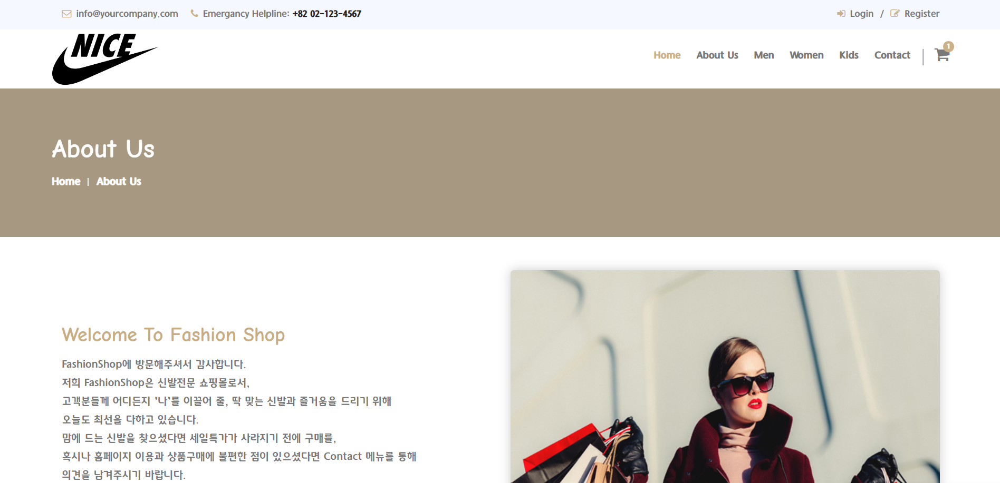 info@yourcompany.com Emergancy Helpline: +82 02-123-4567 Login / Register
NICE
Home About Us Men Women Kids Contact 1
About Us
Home | About Us
Welcome To Fashion Shop
FashionShop에 방문해주셔서 감사합니다.
저희 FashionShop은 신발전문 쇼핑몰로서,
고객분들께 어디든지 '나'를 이끌어 줄, 딱 맞는 신발과 즐거움을 드리기 위해
오늘도 최선을 다하고 있습니다.
맘에 드는 신발을 찾으셨다면 세일특가가 사라지기 전에 구매를,
혹시나 홈페이지 이용과 상품구매에 불편한 점이 있으셨다면 Contact 메뉴를 통해
의견을 남겨주시기 바랍니다.